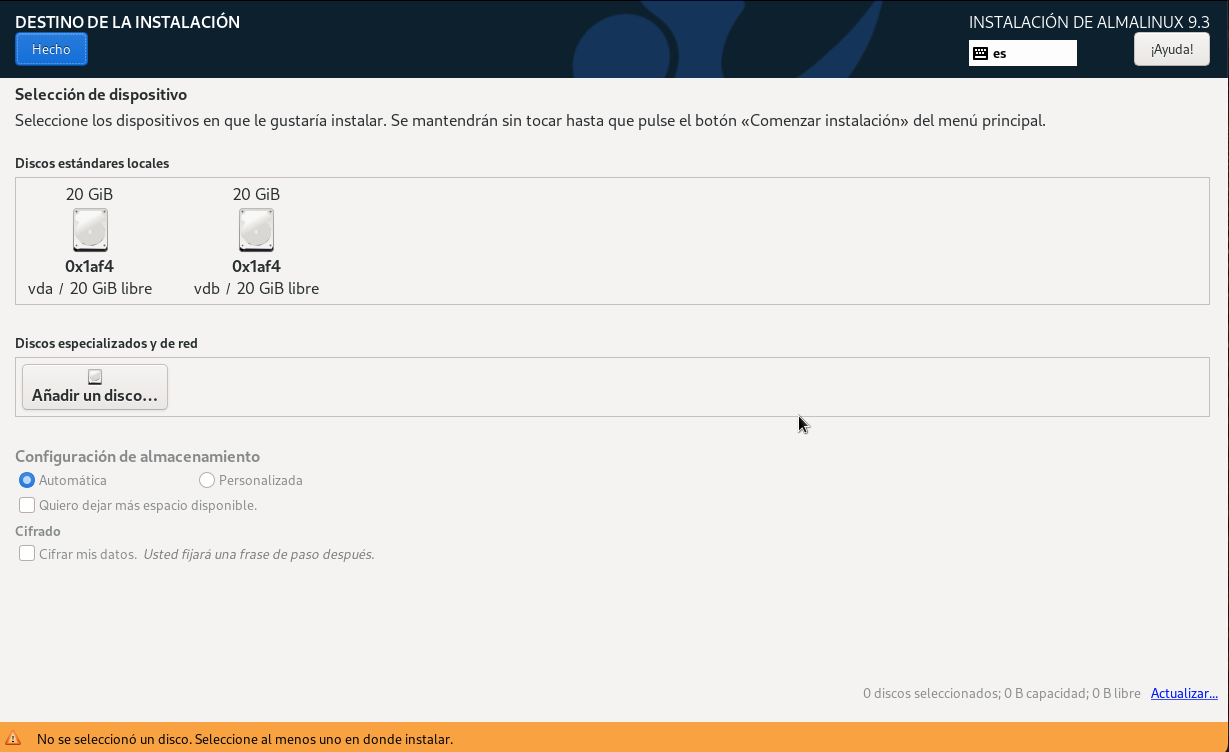 DESTINO DE LA INSTALACIÓN
INSTALACIÓN DE ALMALINUX 9.3
Hecho
es
¡Ayuda!
Selección de dispositivo
Seleccione los dispositivos en que le gustaría instalar. Se mantendrán sin tocar hasta que pulse el botón «Comenzar instalación» del menú principal.
Discos estándares locales
20 GiB
0x1af4
vda / 20 GiB libre
20 GiB
0x1af4
vdb / 20 GiB libre
Discos especializados y de red
Añadir un disco...
Configuración de almacenamiento
Automática
Personalizada
Quiero dejar más espacio disponible.
Cifrado
Cifrar mis datos. Usted fijará una frase de paso después.
0 discos seleccionados; 0 B capacidad; 0 B libre
Actualizar...
No se seleccionó un disco. Seleccione al menos uno en donde instalar.